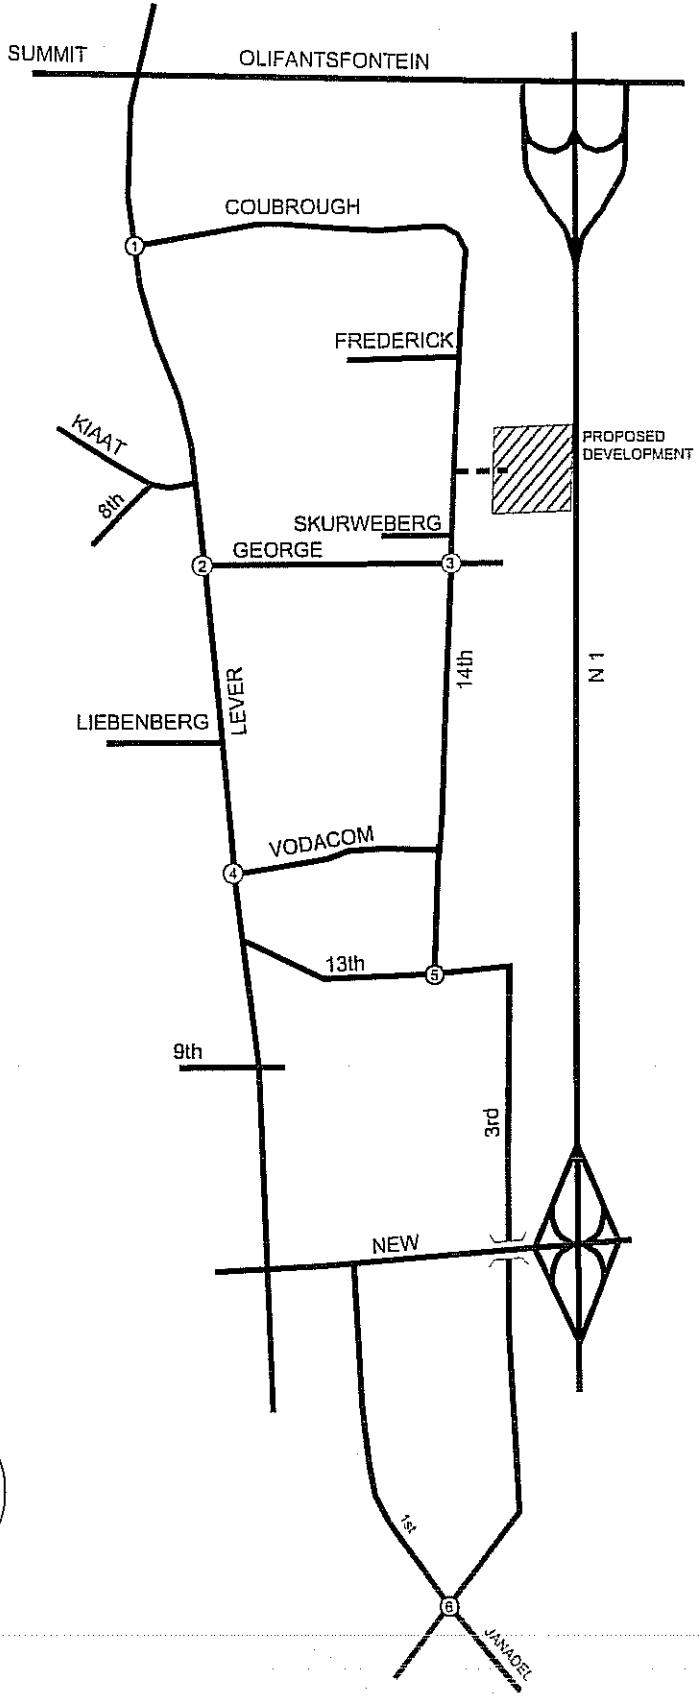 SUMMIT
OLIFANTSFONTEIN
COUBROUGH
1
FREDERICK
KIAAT
PROPOSED
DEVELOPMENT
8th
SKURWEBERG
GEORGE
2
3
14th
N 1
LEVER
LIEBENBERG
VODACOM
4
13th
5
9th
3rd
NEW
1st
6
JANADEL